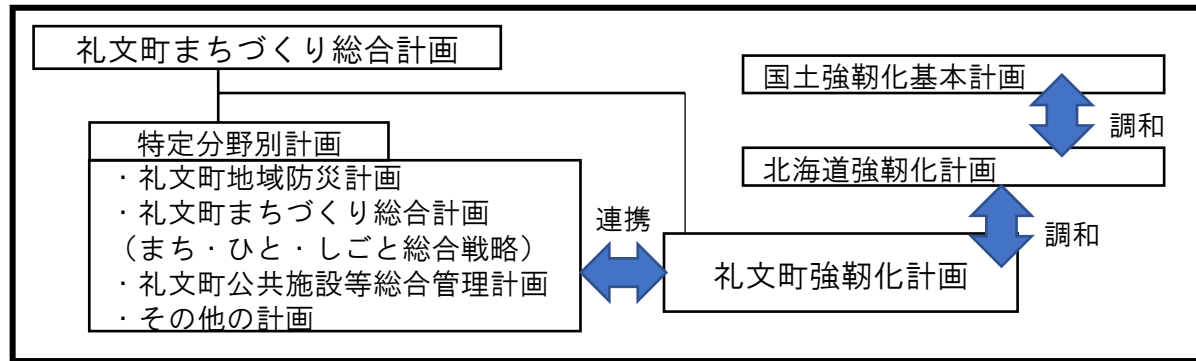 礼文町まちづくり総合計画
特定分野別計画
・礼文町地域防災計画
・礼文町まちづくり総合計画
（まち・ひと・しごと総合戦略）
・礼文町公共施設等総合管理計画
・その他の計画
連携
国土強靭化基本計画
調和
北海道強靭化計画
調和
礼文町強靭化計画